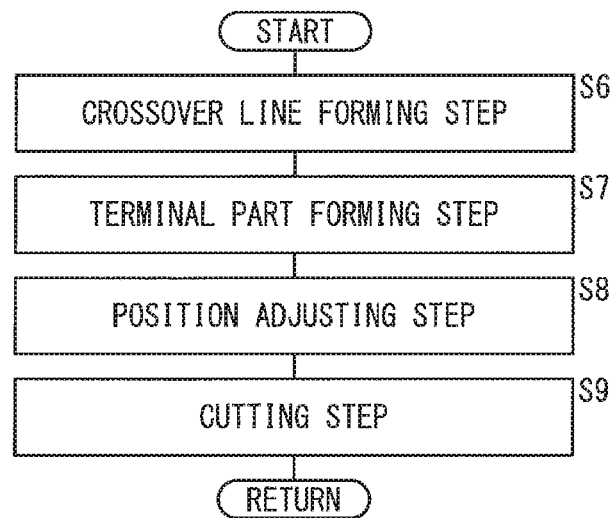 START
S6
CROSSOVER LINE FORMING STEP
S7
TERMINAL PART FORMING STEP
S8
POSITION ADJUSTING STEP
S9
CUTTING STEP
RETURN